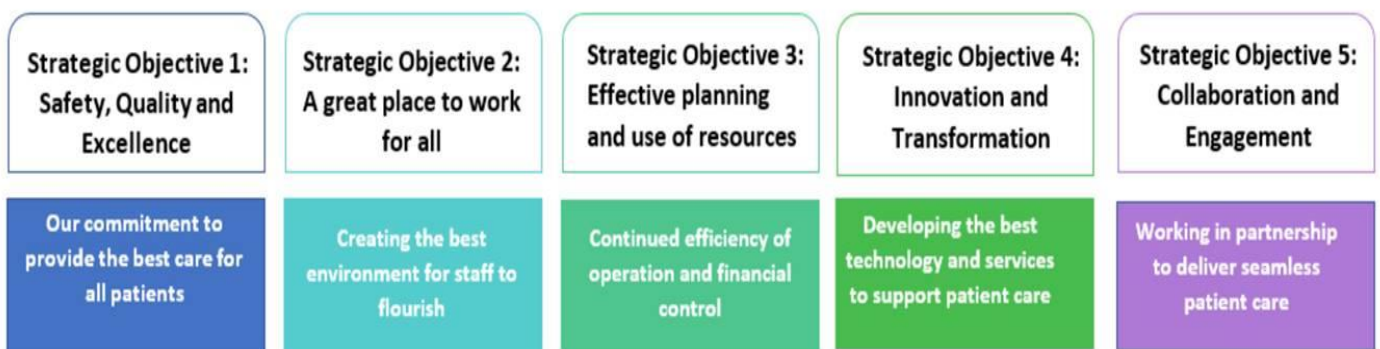 Strategic Objective 1:
Safety, Quality and
Excellence
Our commitment to
provide the best care for
all patients
Strategic Objective 2:
A great place to work
for all
Creating the best
environment for staff to
flourish
Strategic Objective 3:
Effective planning
and use of resources
Continued efficiency of
operation and financial
control
Strategic Objective 4:
Innovation and
Transformation
Developing the best
technology and services
to support patient care
Strategic Objective 5:
Collaboration and
Engagement
Working in partnership
to deliver seamless
patient care